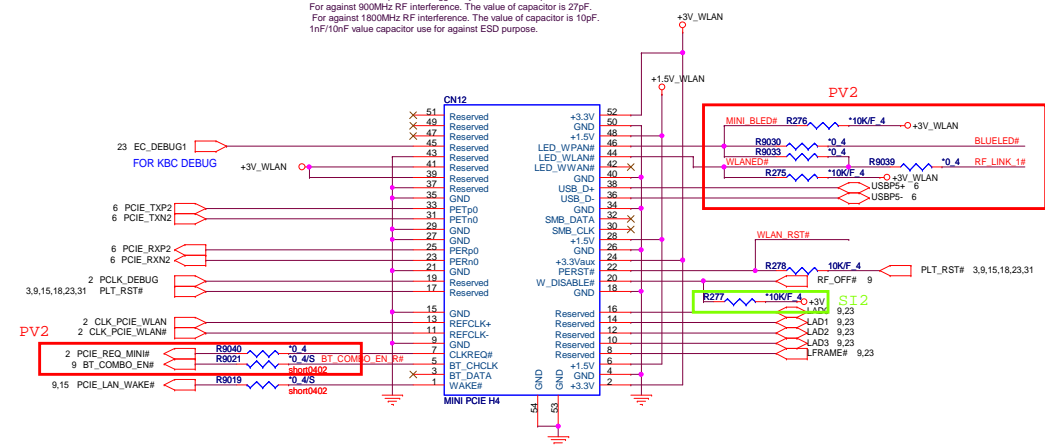 For against 900MHz RF interference. The value of capacitor is 27pF.
For against 1800MHz RF interference. The value of capacitor is 10pF.
1nF/10nF value capacitor use for against ESD purpose.
+3V_WLAN
+1.5V_WLAN
PV2
CN12
MINI_BLED# R276 *10K/F_4 +3V_WLAN
R9030 *0_4 BLUELED#
R9033 *0_4
WLANED# R9039 *0_4 RF_LINK_1#
R275 *10K/F_4 +3V_WLAN
51 Reserved +3.3V 52
49 Reserved GND 50
47 Reserved +1.5V 48
23 EC_DEBUG1 45 Reserved LED_WPAN# 46
43 Reserved LED_WLAN# 44
FOR KBC DEBUG
+3V_WLAN 41 Reserved LED_WWAN# 42
39 Reserved GND 40
37 Reserved USB_D+ 38 USBP5+ 6
35 GND USB_D- 36 USBP5- 6
6 PCIE_TXP2 33 PETp0 GND 34
6 PCIE_TXN2 31 PETn0 SMB_DATA 32
29 GND SMB_CLK 30
27 GND +1.5V 28
WLAN_RST#
6 PCIE_RXP2 25 PERp0 GND 26
6 PCIE_RXN2 23 PERn0 +3.3Vaux 24
21 GND PERST# 22 R278 10K/F_4 PLT_RST# 3,9,15,18,23,31
2 PCLK_DEBUG 19 Reserved W_DISABLE# 20 RF_OFF# 9
3,9,15,18,23,31 PLT_RST# 17 Reserved GND 18
R277 *10K/F_4 +3V SI2
15 GND Reserved 16 LAD0 9,23
2 CLK_PCIE_WLAN 13 REFCLK+ Reserved 14 LAD1 9,23
2 CLK_PCIE_WLAN# 11 REFCLK- Reserved 12 LAD2 9,23
PV2
9 GND Reserved 10 LAD3 9,23
2 PCIE_REQ_MINI# R9040 *0_4 7 CLKREQ# Reserved 8 LFRAME# 9,23
9 BT_COMBO_EN# R9021 *0_4/S BT_COMBO_EN_R# 5 BT_CHCLK +1.5V 6
short0402
3 BT_DATA GND 4
9,15 PCIE_LAN_WAKE# R9019 *0_4/S 1 WAKE# +3.3V 2
short0402
GND GND
MINI PCIE H4
54 53